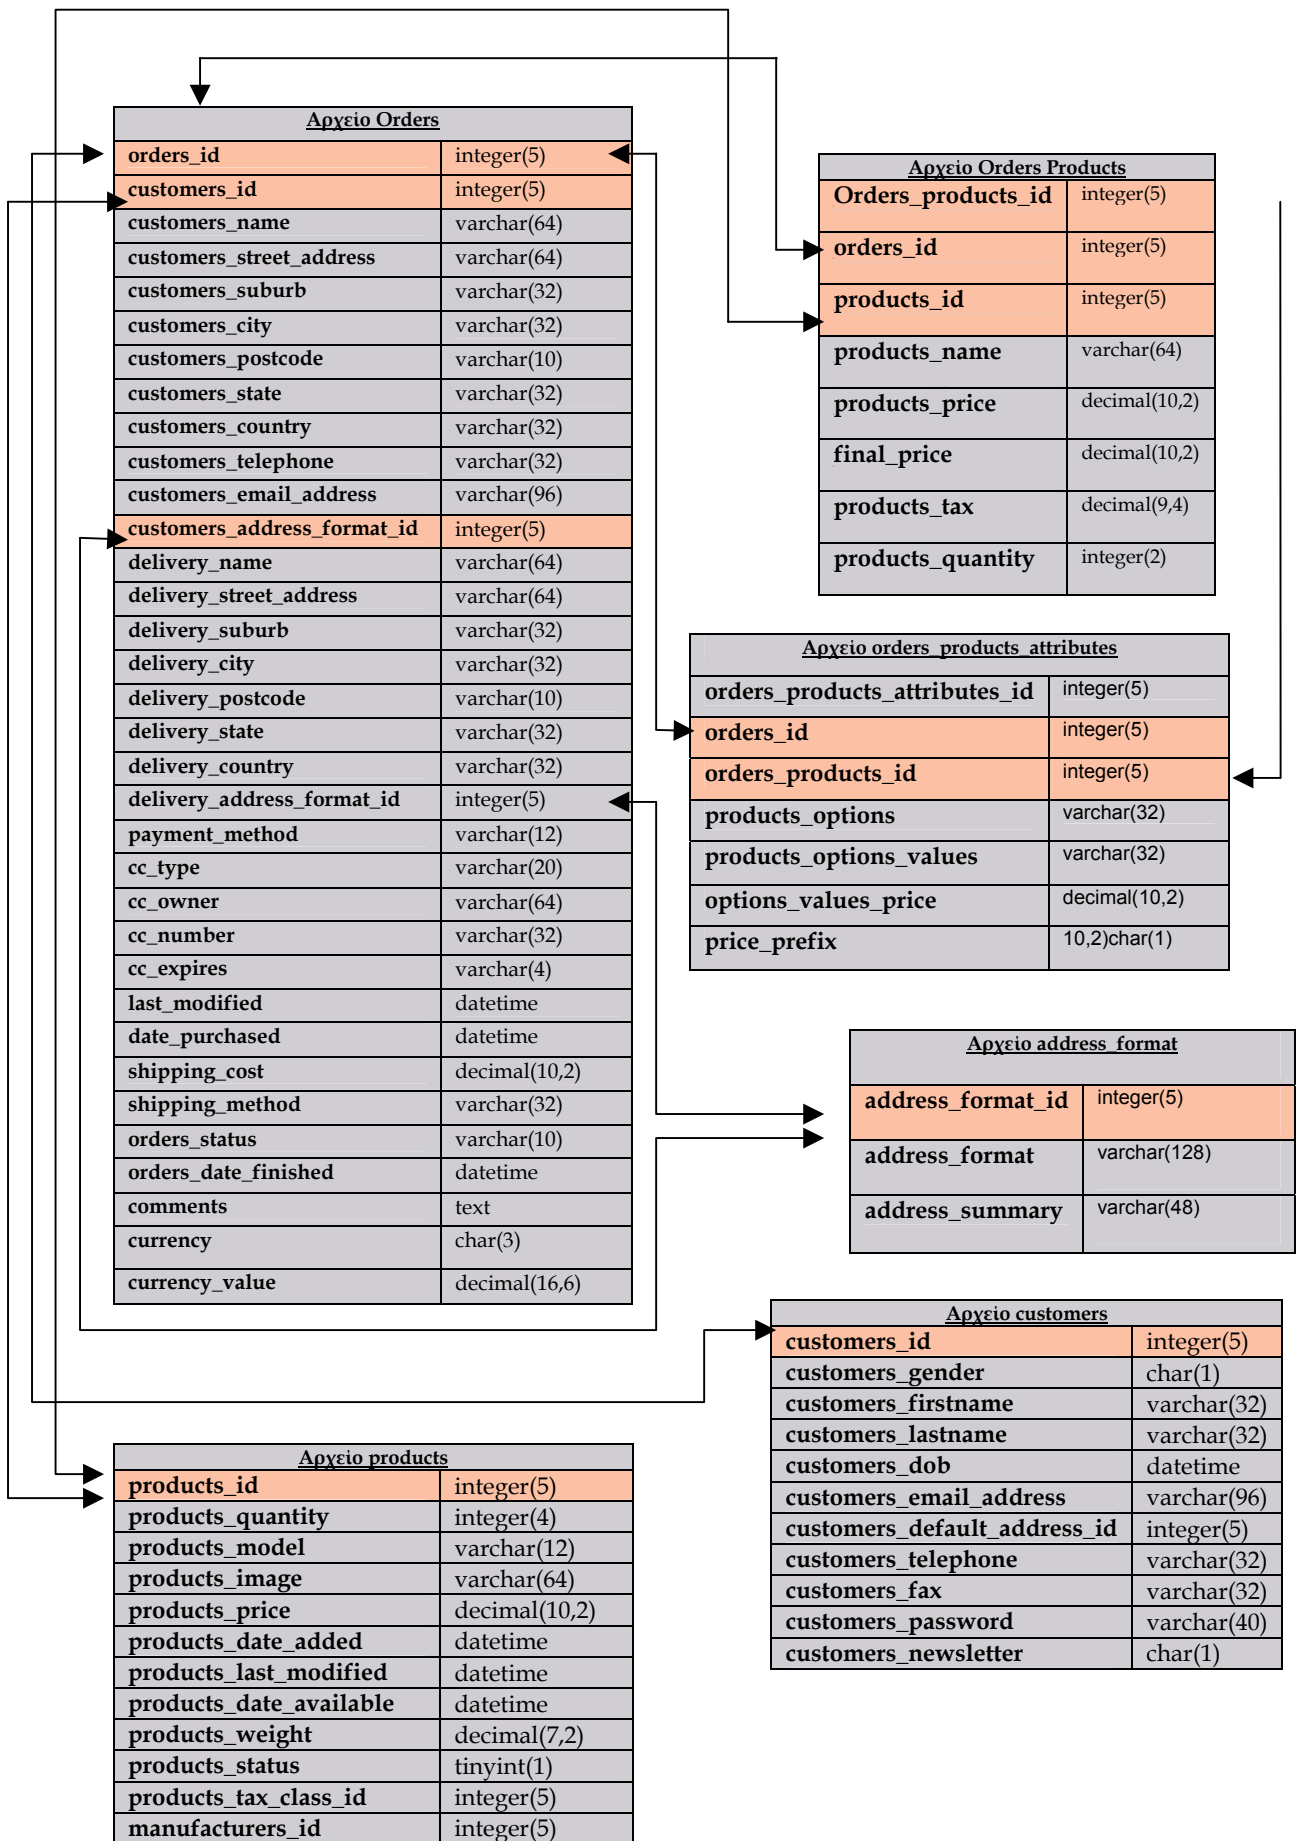 Αρχείο Orders
orders_id integer(5)
customers_id integer(5)
customers_name varchar(64)
customers_street_address varchar(64)
customers_suburb varchar(32)
customers_city varchar(32)
customers_postcode varchar(10)
customers_state varchar(32)
customers_country varchar(32)
customers_telephone varchar(32)
customers_email_address varchar(96)
customers_address_format_id integer(5)
delivery_name varchar(64)
delivery_street_address varchar(64)
delivery_suburb varchar(32)
delivery_city varchar(32)
delivery_postcode varchar(10)
delivery_state varchar(32)
delivery_country varchar(32)
delivery_address_format_id integer(5)
payment_method varchar(12)
cc_type varchar(20)
cc_owner varchar(64)
cc_number varchar(32)
cc_expires varchar(4)
last_modified datetime
date_purchased datetime
shipping_cost decimal(10,2)
shipping_method varchar(32)
orders_status varchar(10)
orders_date_finished datetime
comments text
currency char(3)
currency_value decimal(16,6)
Αρχείο Orders Products
Orders_products_id integer(5)
orders_id integer(5)
products_id integer(5)
products_name varchar(64)
products_price decimal(10,2)
final_price decimal(10,2)
products_tax decimal(9,4)
products_quantity integer(2)
Αρχείο orders_products_attributes
orders_products_attributes_id integer(5)
orders_id integer(5)
orders_products_id integer(5)
products_options varchar(32)
products_options_values varchar(32)
options_values_price decimal(10,2)
price_prefix 10,2)char(1)
Αρχείο address_format
address_format_id integer(5)
address_format varchar(128)
address_summary varchar(48)
Αρχείο customers
customers_id integer(5)
customers_gender char(1)
customers_firstname varchar(32)
customers_lastname varchar(32)
customers_dob datetime
customers_email_address varchar(96)
customers_default_address_id integer(5)
customers_telephone varchar(32)
customers_fax varchar(32)
customers_password varchar(40)
customers_newsletter char(1)
Αρχείο products
products_id integer(5)
products_quantity integer(4)
products_model varchar(12)
products_image varchar(64)
products_price decimal(10,2)
products_date_added datetime
products_last_modified datetime
products_date_available datetime
products_weight decimal(7,2)
products_status tinyint(1)
products_tax_class_id integer(5)
manufacturers_id integer(5)